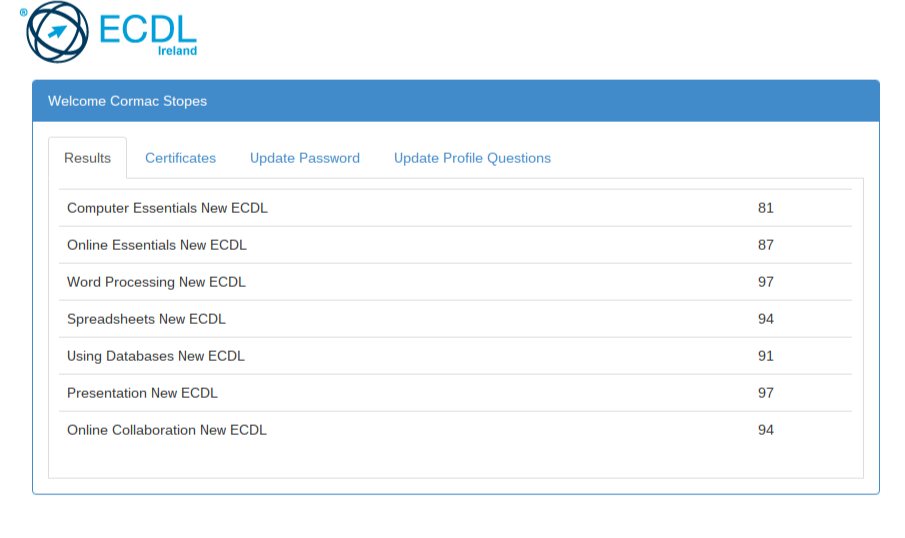 ® ECDL
Ireland
Welcome Cormac Stopes
Results Certificates Update Password Update Profile Questions
Computer Essentials New ECDL 81
Online Essentials New ECDL 87
Word Processing New ECDL 97
Spreadsheets New ECDL 94
Using Databases New ECDL 91
Presentation New ECDL 97
Online Collaboration New ECDL 94